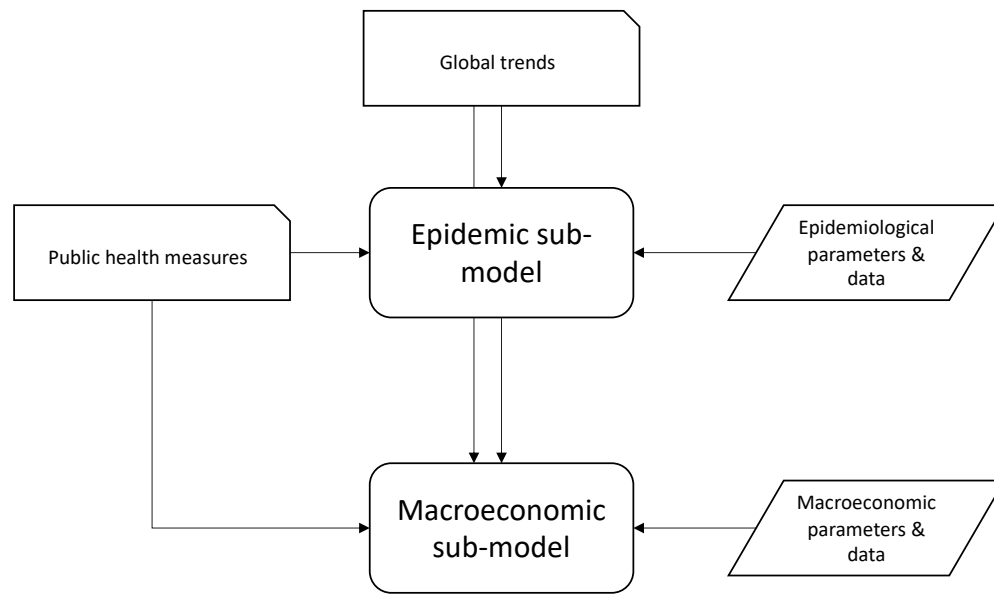 Global trends
Public health measures
Epidemic sub-
model
Epidemiological
parameters &
data
Macroeconomic
sub-model
Macroeconomic
parameters &
data